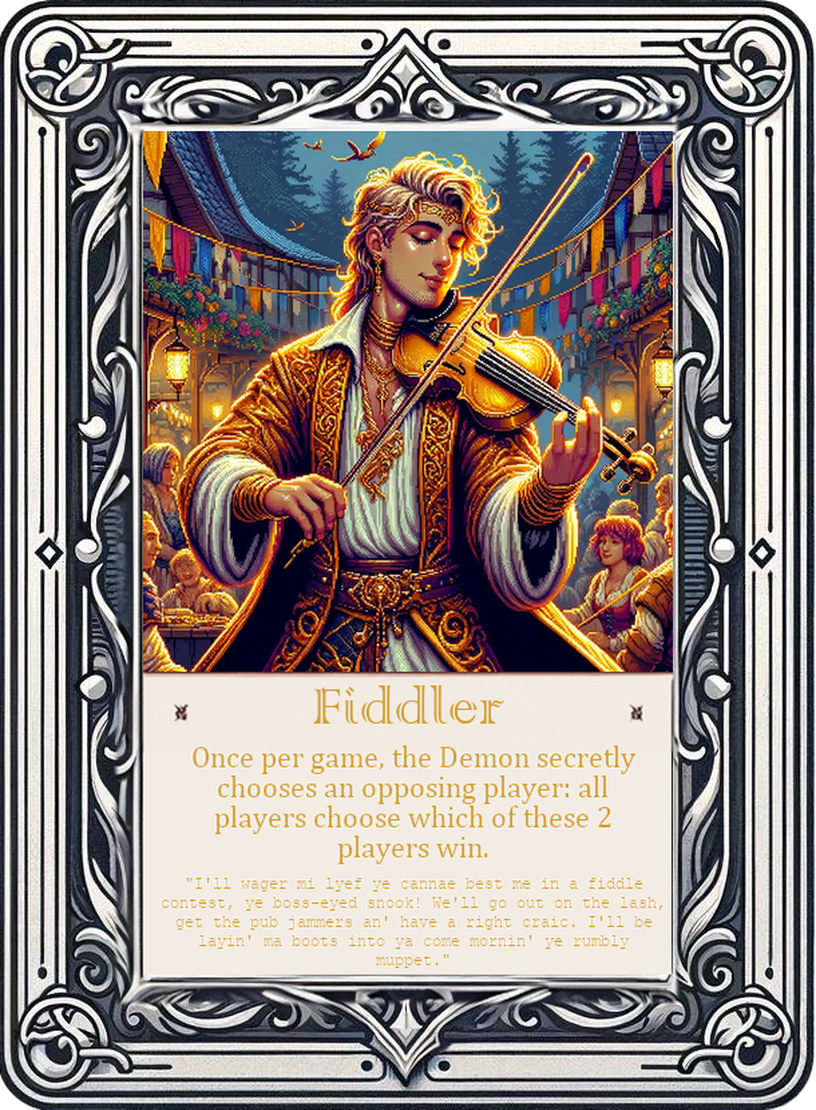 Fiddler
Once per game, the Demon secretly
chooses an opposing player: all
players choose which of these 2
players win.
"I'll wager mi lyef ye cannae best me in a fiddle
contest, ye boss-eyed snook! We'll go out on the lash,
get the pub jammers an' have a right craic. I'll be
layin' ma boots into ya come mornin' ye rumbly
muppet."